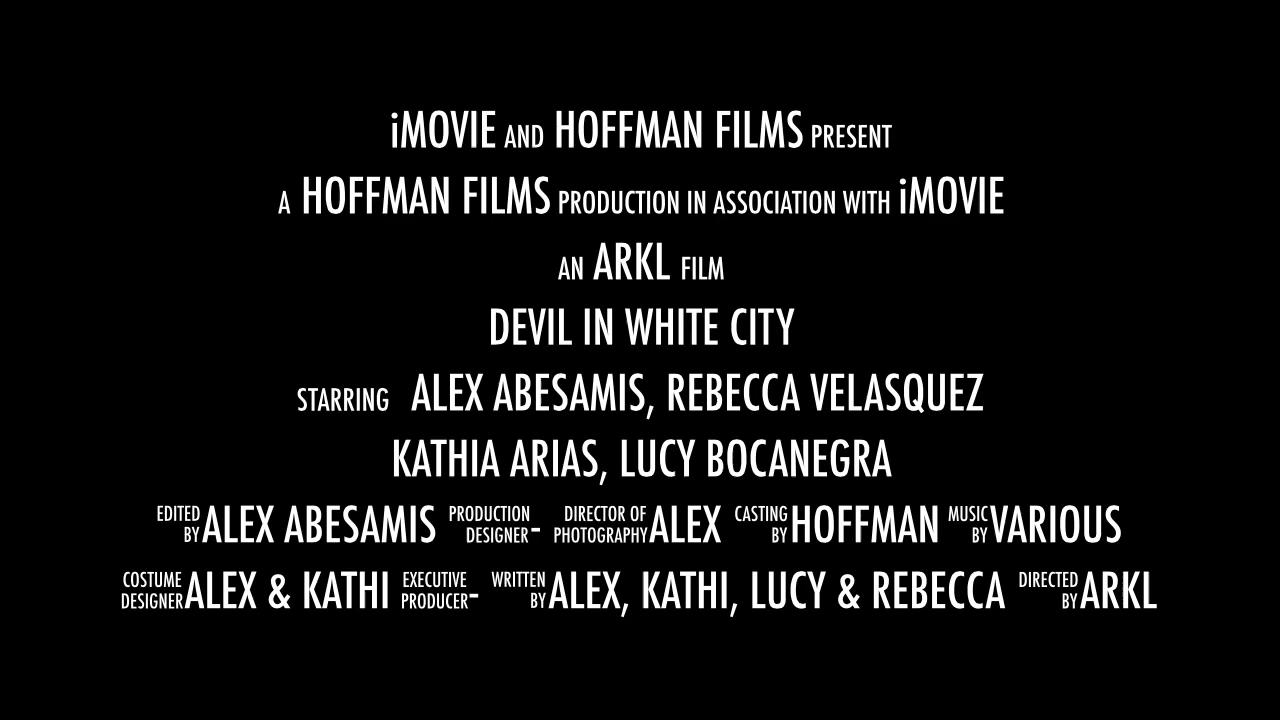 iMOVIE AND HOFFMAN FILMS PRESENT
A HOFFMAN FILMS PRODUCTION IN ASSOCIATION WITH iMOVIE
AN ARKL FILM
DEVIL IN WHITE CITY
STARRING ALEX ABESAMIS, REBECCA VELASQUEZ
KATHIA ARIAS, LUCY BOCANEGRA
EDITED BY ALEX ABESAMIS PRODUCTION DESIGNER - DIRECTOR OF PHOTOGRAPHY ALEX CASTING BY HOFFMAN MUSIC BY VARIOUS
COSTUME DESIGNER ALEX & KATHI EXECUTIVE PRODUCER - WRITTEN BY ALEX, KATHI, LUCY & REBECCA DIRECTED BY ARKL